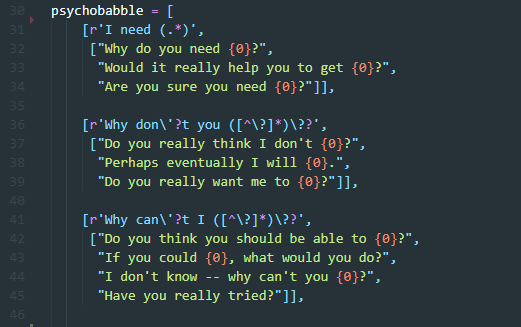 30 psychobabble = [
31 [r'I need (.*)',
32 ["Why do you need {0}?",
33 "Would it really help you to get {0}?",
34 "Are you sure you need {0}?"]],
35
36 [r'Why don\'?t you ([^\?]*)\??',
37 ["Do you really think I don't {0}?",
38 "Perhaps eventually I will {0}.",
39 "Do you really want me to {0}?"]],
40
41 [r'Why can\'?t I ([^\?]*)\??',
42 ["Do you think you should be able to {0}?",
43 "If you could {0}, what would you do?",
44 "I don't know -- why can't you {0}?",
45 "Have you really tried?"]],
46